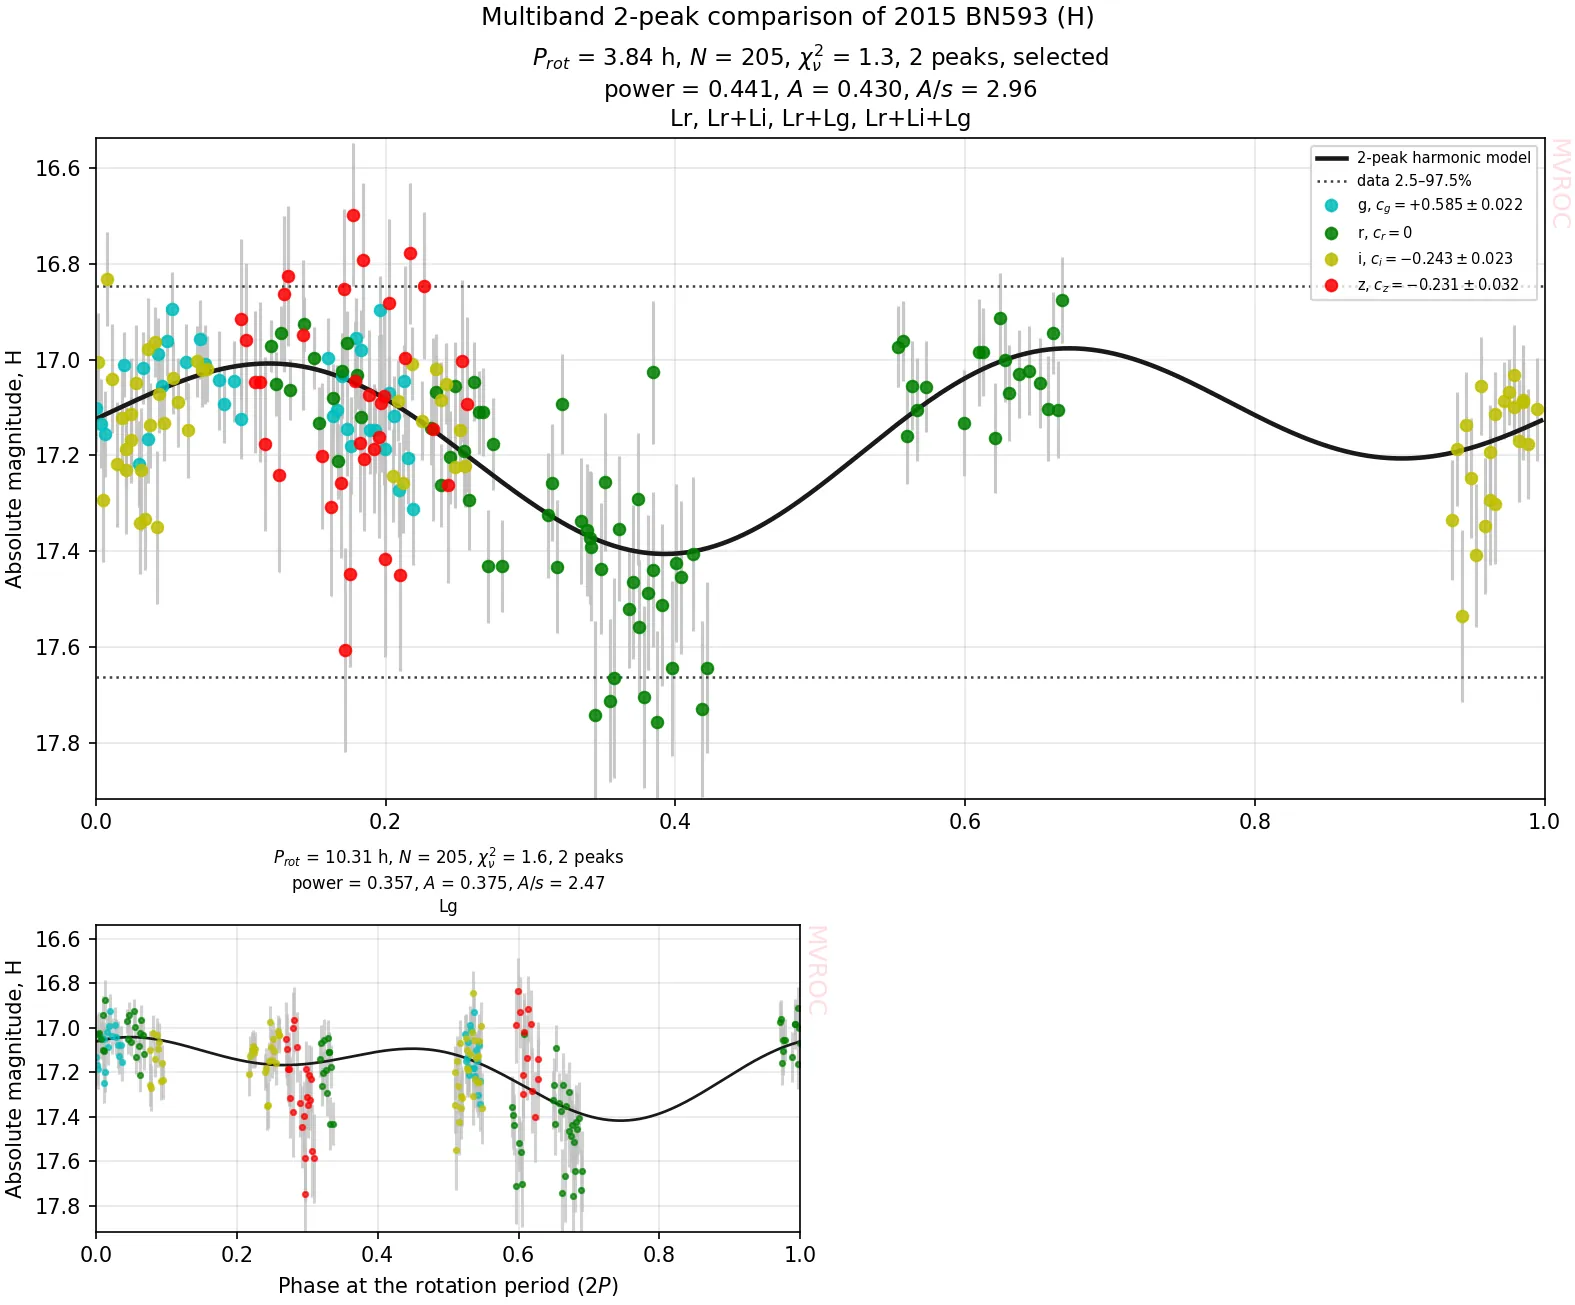 Multiband 2-peak comparison of 2015 BN593 (H)
P_rot = 3.84 h, N = 205, χ²_ν = 1.3, 2 peaks, selected
power = 0.441, A = 0.430, A/s = 2.96
Lr, Lr+Li, Lr+Lg, Lr+Li+Lg
MVROC
2-peak harmonic model
data 2.5–97.5%
g, c_g = +0.585 ± 0.022
r, c_r = 0
i, c_i = −0.243 ± 0.023
z, c_z = −0.231 ± 0.032
Absolute magnitude, H
16.6
16.8
17.0
17.2
17.4
17.6
17.8
0.0 0.2 0.4 0.6 0.8 1.0
P_rot = 10.31 h, N = 205, χ²_ν = 1.6, 2 peaks
power = 0.357, A = 0.375, A/s = 2.47
Lg
MVROC
Absolute magnitude, H
16.6
16.8
17.0
17.2
17.4
17.6
17.8
0.0 0.2 0.4 0.6 0.8 1.0
Phase at the rotation period (2P)